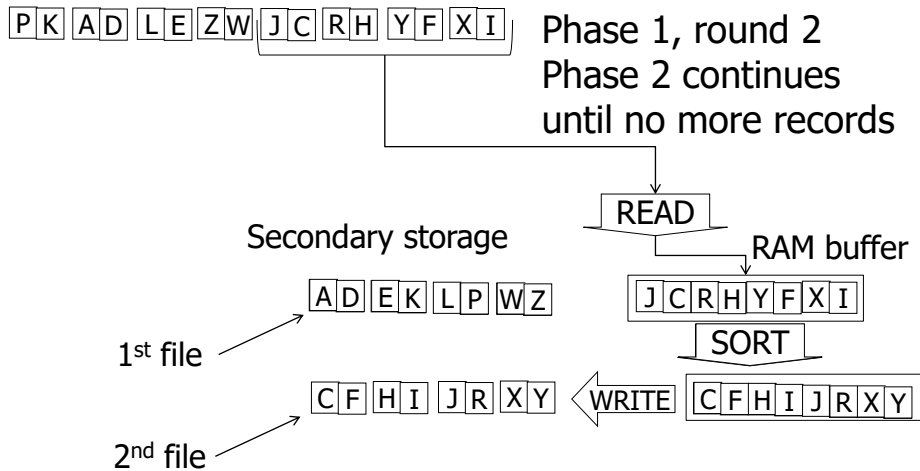 P K A D L E Z W J C R H Y F X I
Phase 1, round 2
Phase 2 continues
until no more records
READ
Secondary storage
RAM buffer
A D E K L P W Z
J C R H Y F X I
1st file
SORT
C F H I J R X Y
WRITE
C F H I J R X Y
2nd file